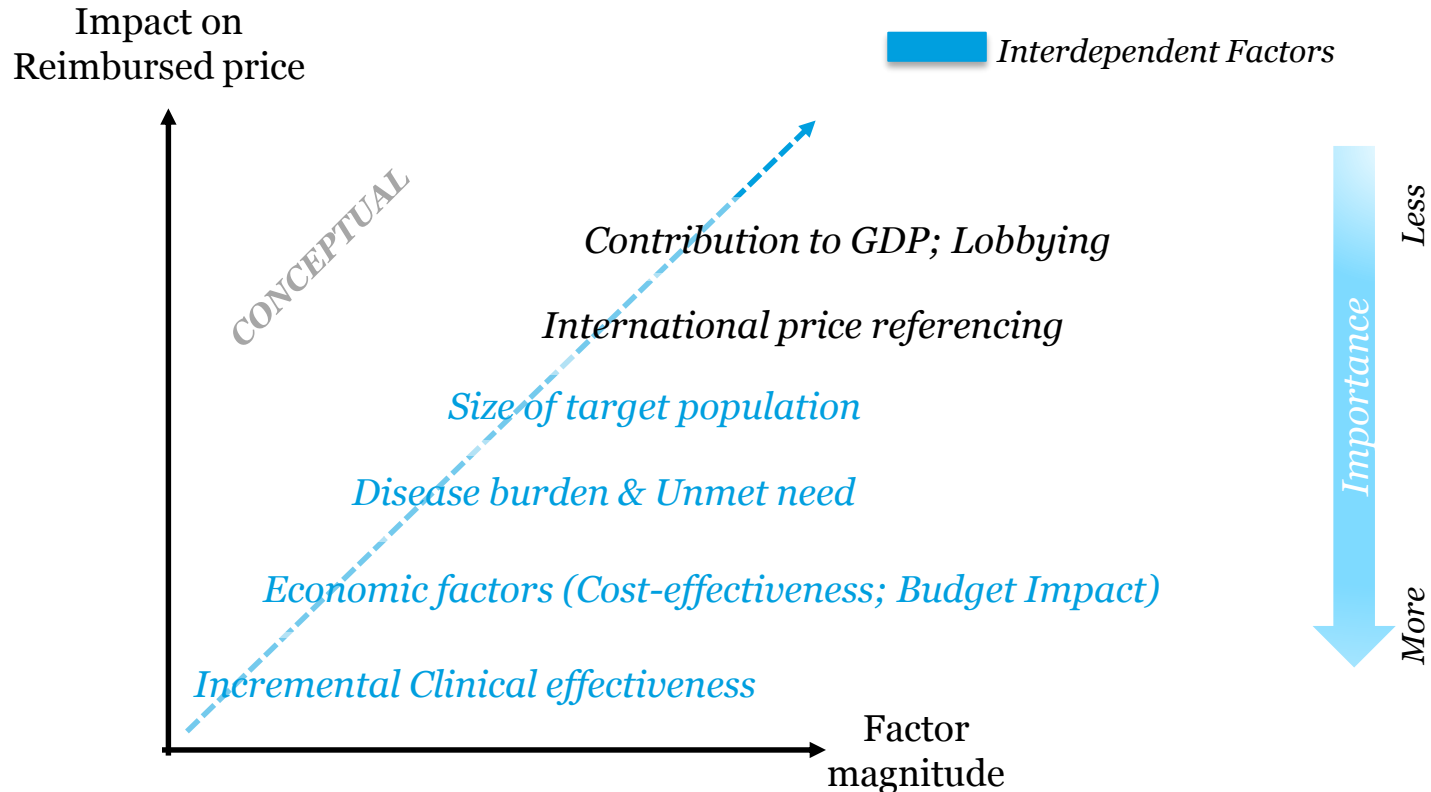 Impact on
Reimbursed price
Interdependent Factors
CONCEPTUAL
Contribution to GDP; Lobbying
International price referencing
Size of target population
Disease burden & Unmet need
Economic factors (Cost-effectiveness; Budget Impact)
Incremental Clinical effectiveness
Factor
magnitude
Less
Importance
More